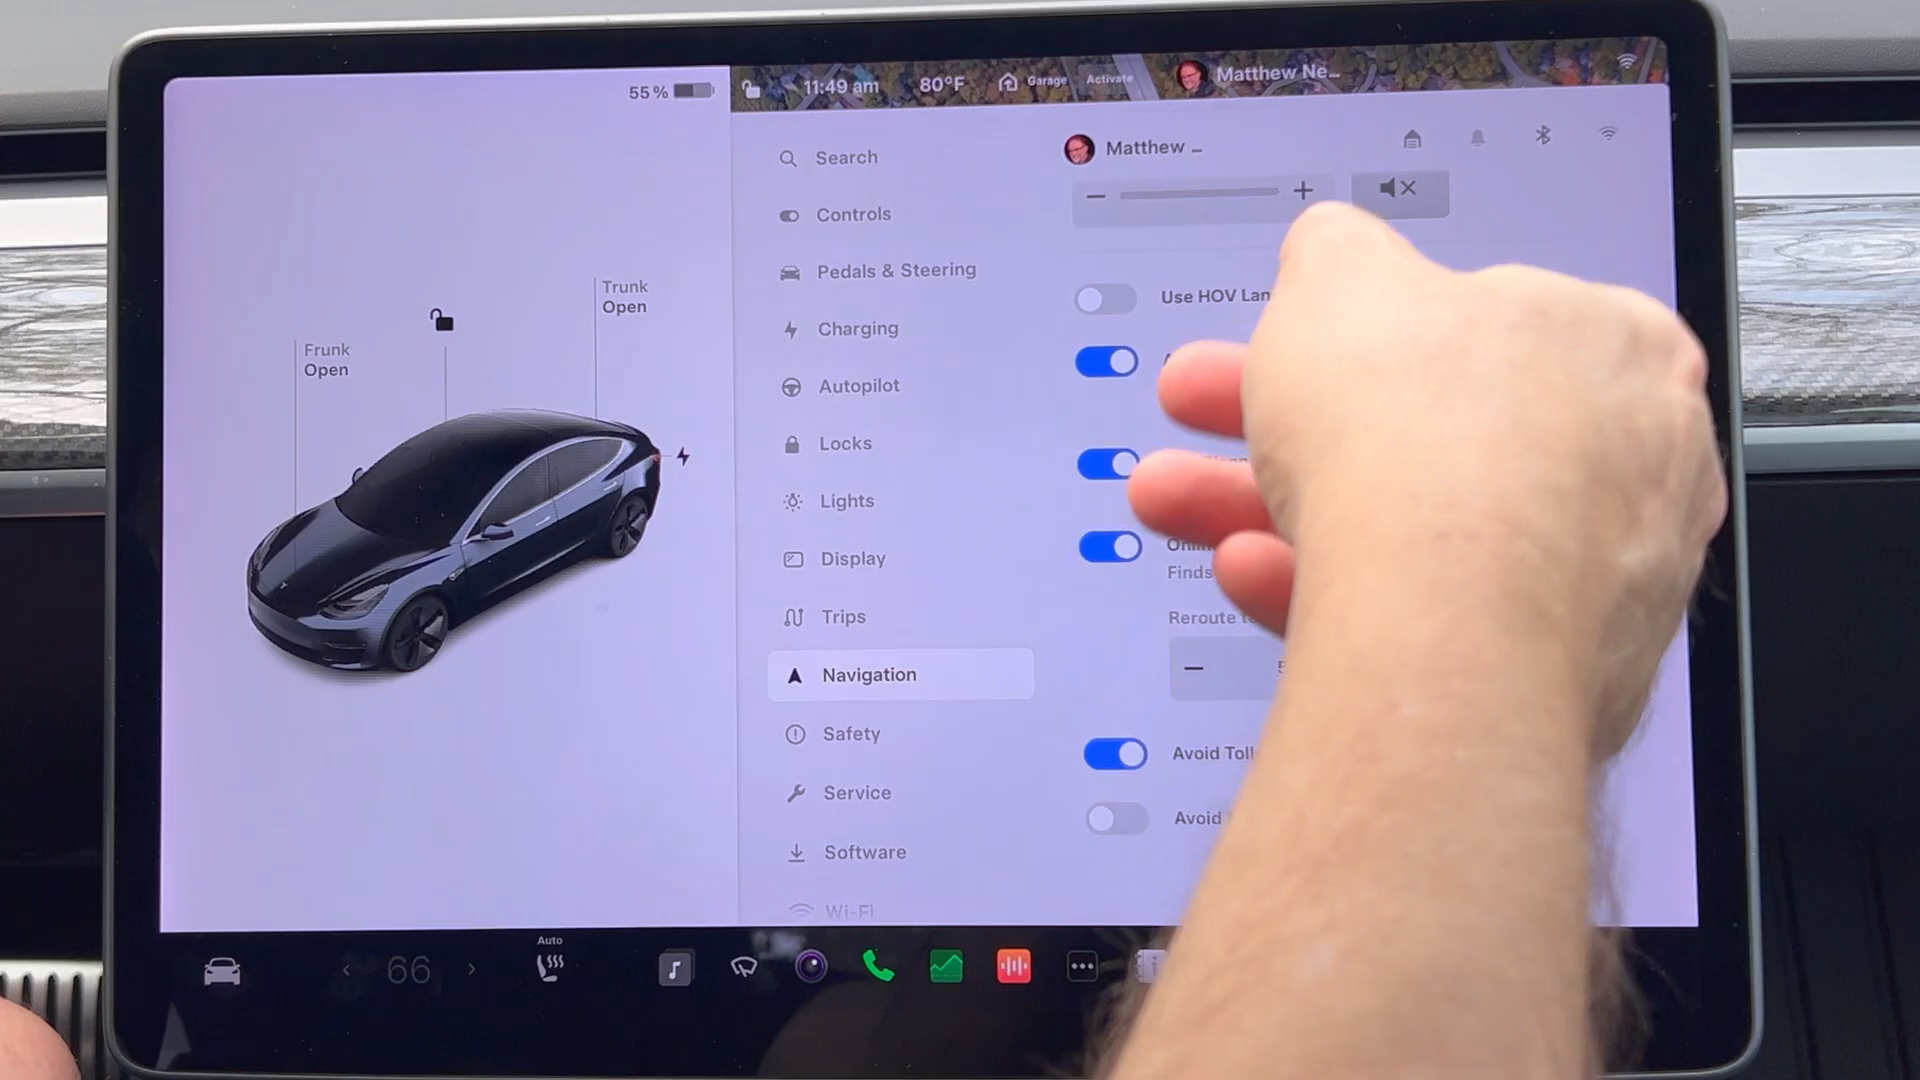 55 %
11:49 am
80°F
Garage
Activate
Matthew Ne...
Search
Matthew ...
Controls
Pedals & Steering
Charging
Autopilot
Locks
Lights
Display
Trips
Navigation
Safety
Service
Software
Wi-Fi
Use HOV Lan
Finds
Reroute
Avoid Toll
Avoid
Trunk
Open
Frunk
Open
Auto
66